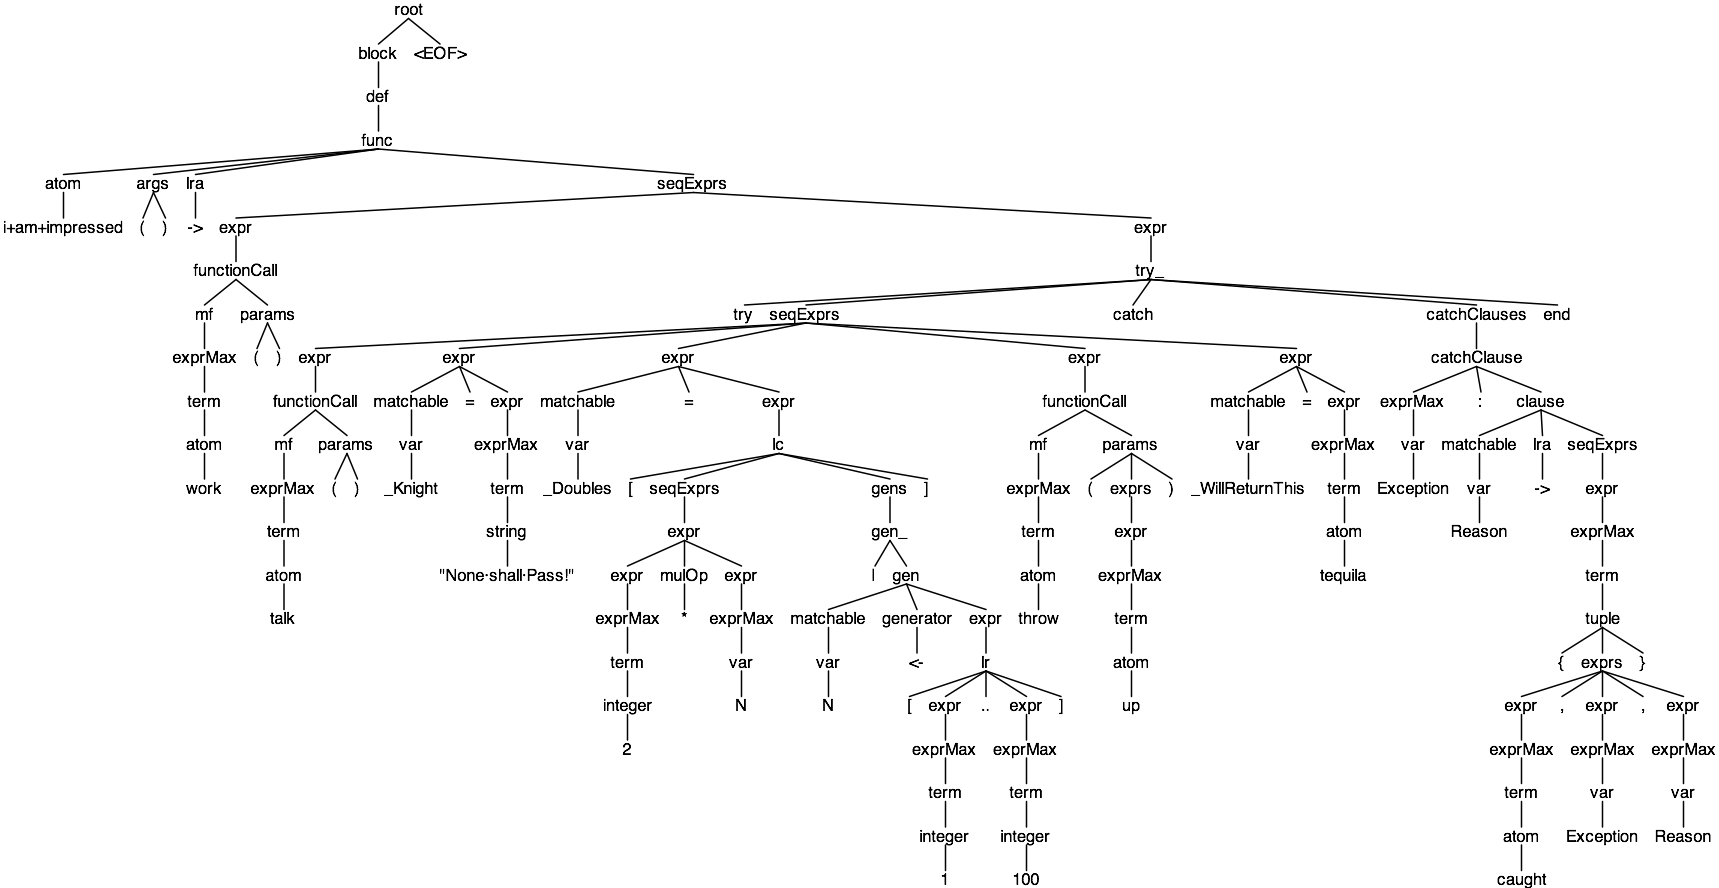 root
block <EOF>
def
func
atom args lra seqExprs
i+am+impressed ( ) -> expr expr
functionCall try_
mf params try seqExprs catch catchClauses end
exprMax ( ) expr expr expr expr expr catchClause
term functionCall matchable = expr matchable = expr functionCall matchable = expr exprMax : clause
atom mf params var exprMax var lc mf params var exprMax var matchable lra seqExprs
work exprMax ( ) _Knight term _Doubles [ seqExprs gens ] exprMax ( exprs ) _WillReturnThis term Exception var -> expr
term string expr gen_ term expr atom Reason exprMax
atom "None·shall·Pass!" expr mulOp expr | gen atom exprMax tequila term
talk exprMax * exprMax matchable generator expr throw term tuple
term var var <- lr atom { exprs }
integer N N [ expr .. expr ] up expr , expr , expr
2 exprMax exprMax exprMax exprMax exprMax
term term term var var
integer integer atom Exception Reason
1 100 caught